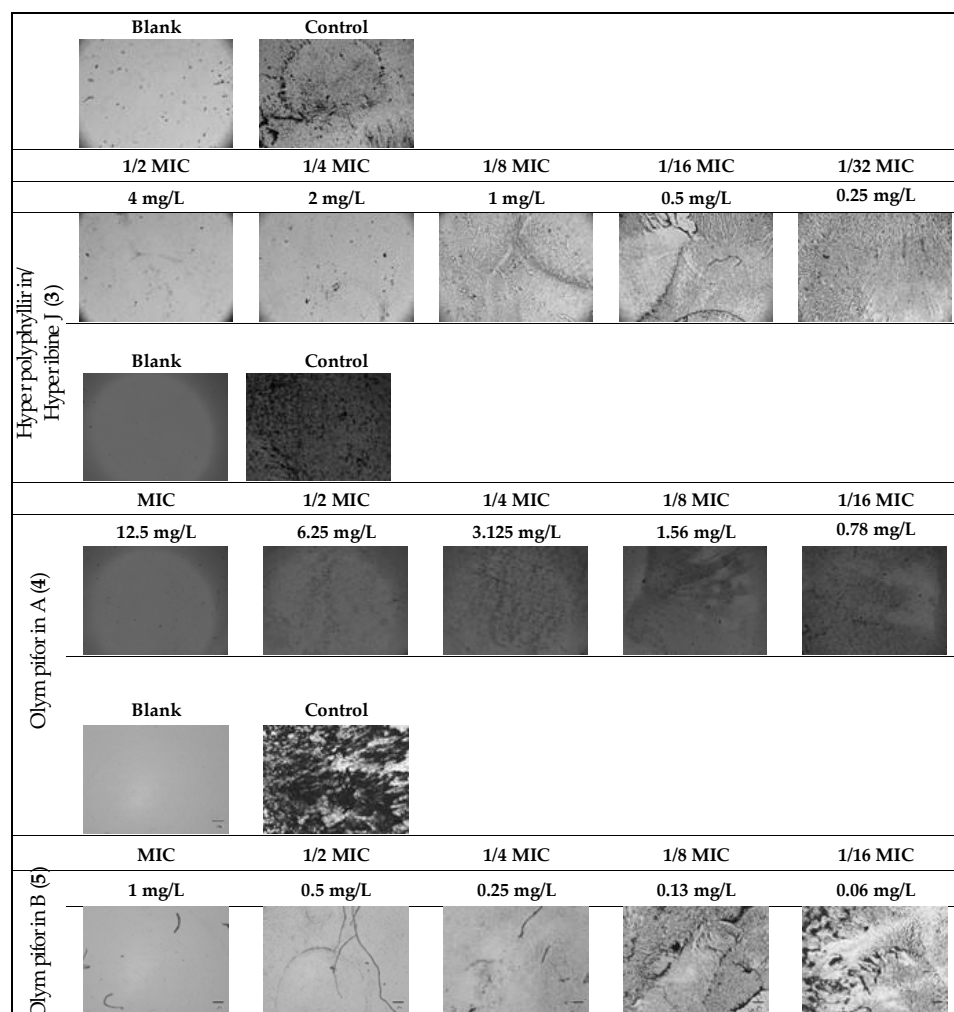 Blank Control
1/2 MIC 1/4 MIC 1/8 MIC 1/16 MIC 1/32 MIC
4 mg/L 2 mg/L 1 mg/L 0.5 mg/L 0.25 mg/L
Hyperpolyphyllirin/
Hyperibine J (3)
Blank Control
MIC 1/2 MIC 1/4 MIC 1/8 MIC 1/16 MIC
12.5 mg/L 6.25 mg/L 3.125 mg/L 1.56 mg/L 0.78 mg/L
Olympiforin A (4)
Blank Control
MIC 1/2 MIC 1/4 MIC 1/8 MIC 1/16 MIC
1 mg/L 0.5 mg/L 0.25 mg/L 0.13 mg/L 0.06 mg/L
Olympiforin B (5)